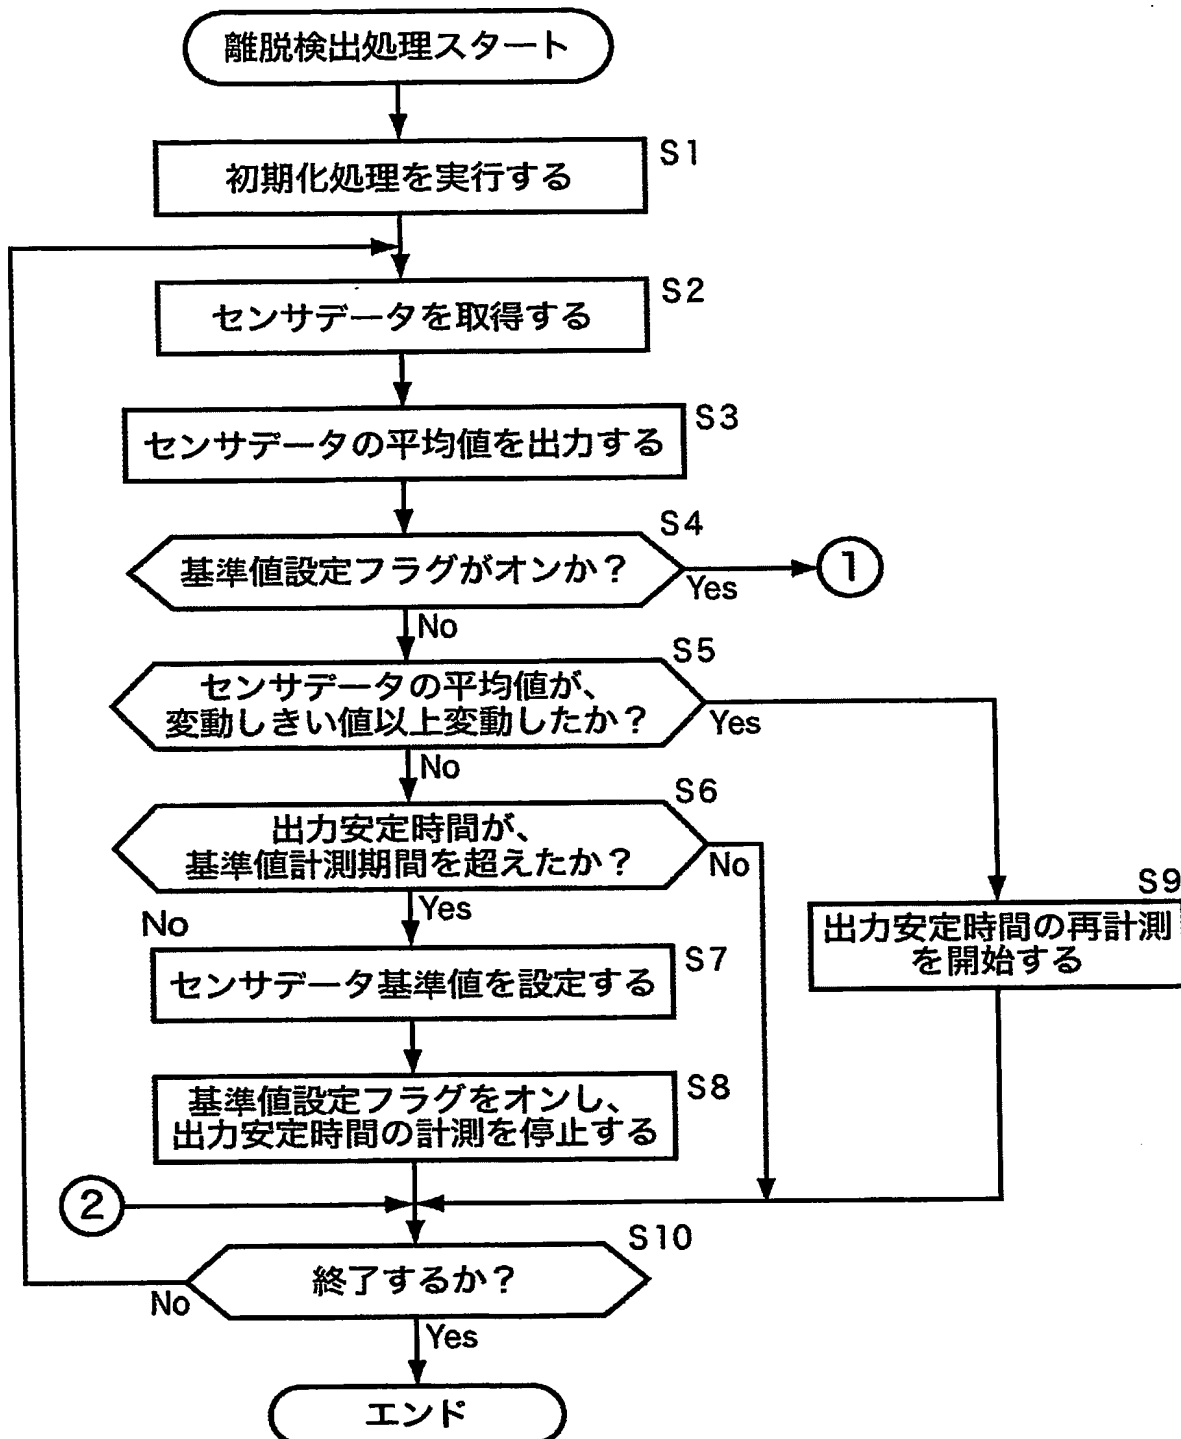 離脱検出処理スタート
S1
初期化処理を実行する
S2
センサデータを取得する
S3
センサデータの平均値を出力する
S4
基準値設定フラグがオンか?
Yes
①
No
S5
センサデータの平均値が、
変動しきい値以上変動したか?
Yes
No
S6
出力安定時間が、
基準値計測期間を超えたか?
No
Yes
No
S9
出力安定時間の再計測
を開始する
S7
センサデータ基準値を設定する
S8
基準値設定フラグをオンし、
出力安定時間の計測を停止する
②
S10
終了するか?
No
Yes
エンド